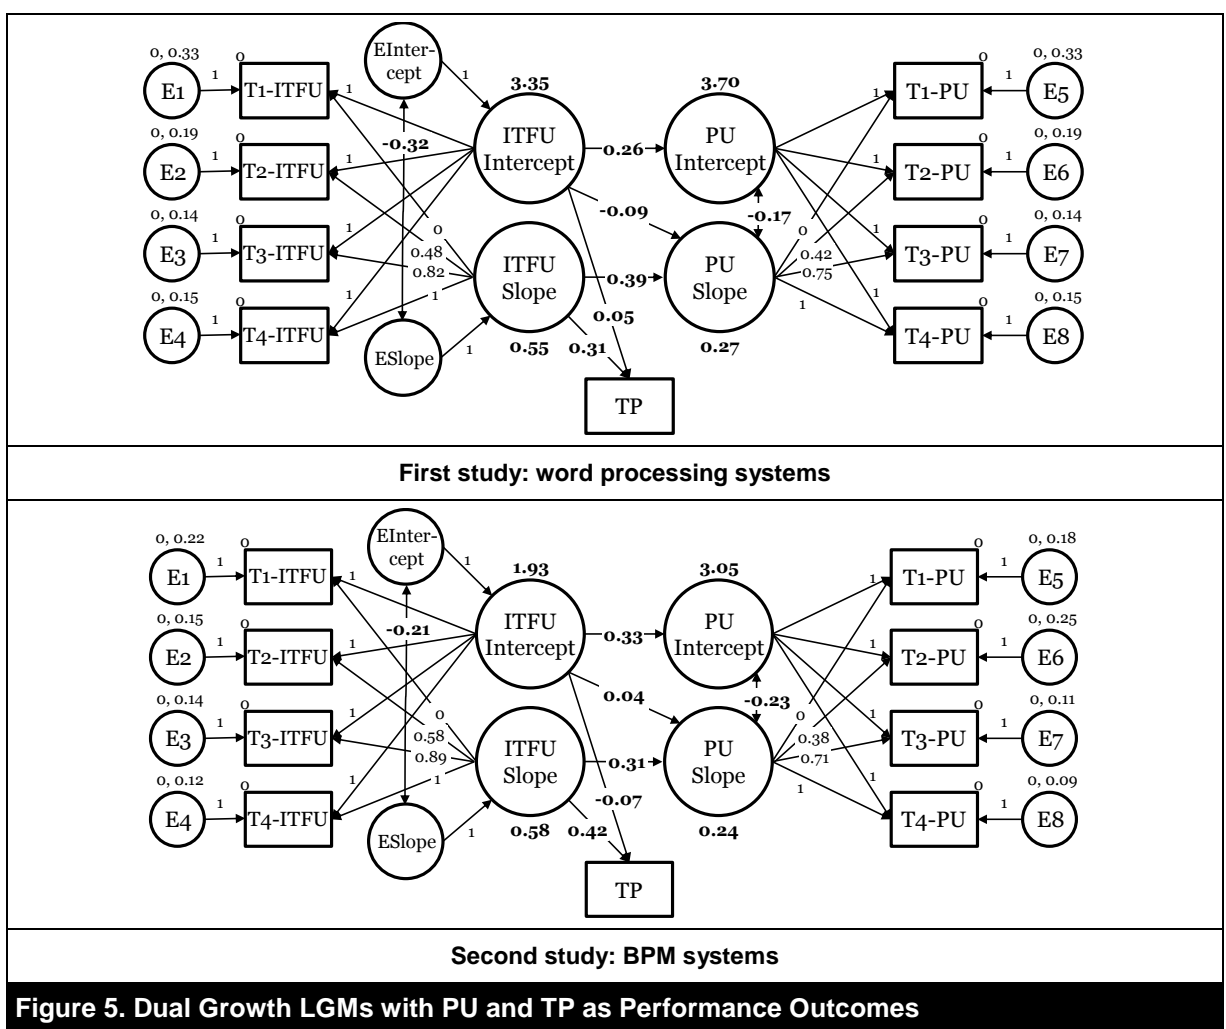 0, 0.33
E1
1
0
T1-ITFU
1
0, 0.19
E2
1
0
T2-ITFU
1
0, 0.14
E3
1
0
T3-ITFU
1
0, 0.15
E4
1
0
T4-ITFU
1
EInter-
cept
1
-0.32
ESlope
1
0
0.48
0.82
1
3.35
ITFU
Intercept
ITFU
Slope
0.55
0.26
-0.09
0.39
0.05
0.31
TP
3.70
PU
Intercept
-0.17
PU
Slope
0.27
1
1
1
1
0
0.42
0.75
1
0
T1-PU
1
0, 0.33
E5
0
T2-PU
1
0, 0.19
E6
0
T3-PU
1
0, 0.14
E7
0
T4-PU
1
0, 0.15
E8
First study: word processing systems
0, 0.22
E1
1
0
T1-ITFU
1
0, 0.15
E2
1
0
T2-ITFU
1
0, 0.14
E3
1
0
T3-ITFU
1
0, 0.12
E4
1
0
T4-ITFU
1
EInter-
cept
1
-0.21
ESlope
1
0
0.58
0.89
1
1.93
ITFU
Intercept
ITFU
Slope
0.58
0.33
0.04
0.31
-0.07
0.42
TP
3.05
PU
Intercept
-0.23
PU
Slope
0.24
1
1
1
1
0
0.38
0.71
1
0
T1-PU
1
0, 0.18
E5
0
T2-PU
1
0, 0.25
E6
0
T3-PU
1
0, 0.11
E7
0
T4-PU
1
0, 0.09
E8
Second study: BPM systems
Figure 5. Dual Growth LGMs with PU and TP as Performance Outcomes